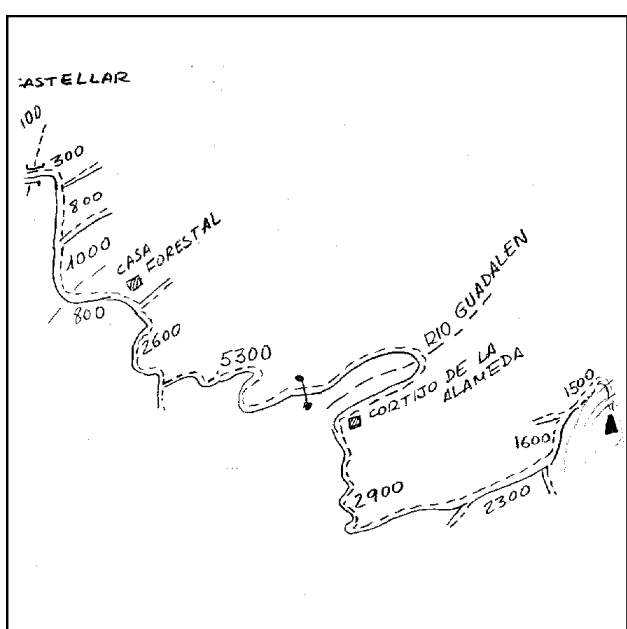 CASTELLAR
100
300
800
1000
CASA
FORESTAL
800
2600
5300
RIO GUADALEN
CORTIJO DE LA
ALAMEDA
1500
1600
2900
2300